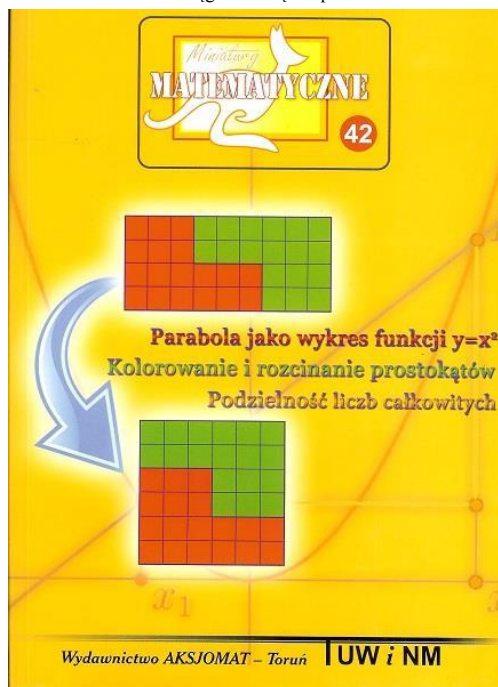 Miniatury
MATEMATYCZNE
42
Parabola jako wykres funkcji y=x²
Kolorowanie i rozcinanie prostokątów
Podzielność liczb całkowitych
x₁
Wydawnictwo AKSJOMAT – Toruń TUW i NM